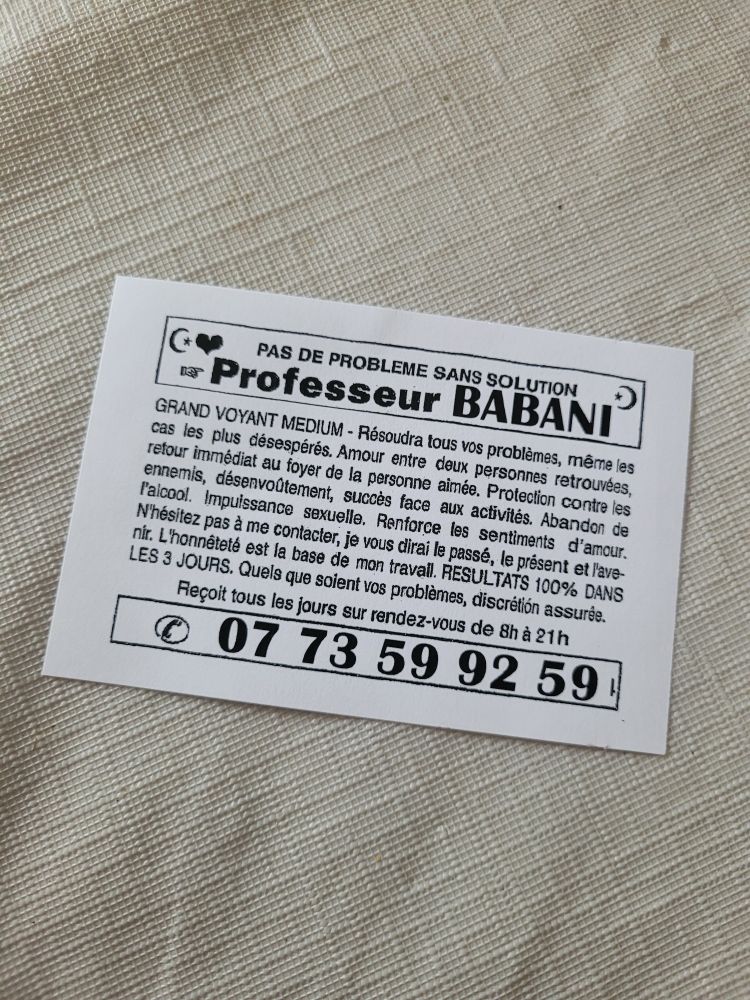 PAS DE PROBLEME SANS SOLUTION
Professeur BABANI
GRAND VOYANT MEDIUM - Résoudra tous vos problèmes, même les
cas les plus désespérés. Amour entre deux personnes retrouvées,
retour immédiat au foyer de la personne aimée. Protection contre les
ennemis, désenvoûtement, succès face aux activités. Abandon de
l'alcool. Impuissance sexuelle. Renforce les sentiments d'amour.
N'hésitez pas à me contacter, je vous dirai le passé, le présent et l'ave-
nir. L'honnêteté est la base de mon travail. RESULTATS 100% DANS
LES 3 JOURS. Quels que soient vos problèmes, discrétion assurée.
Reçoit tous les jours sur rendez-vous de 8h à 21h
07 73 59 92 59